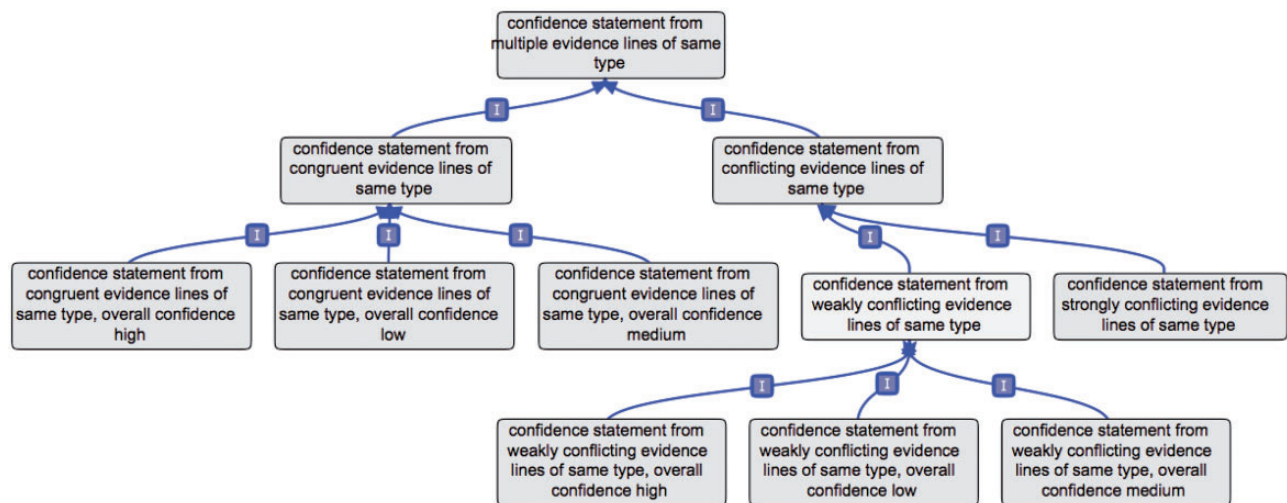 confidence statement from
multiple evidence lines of same
type
I
I
confidence statement from
congruent evidence lines of
same type
confidence statement from
conflicting evidence lines of
same type
I
I
I
I
I
confidence statement from
congruent evidence lines of
same type, overall confidence
high
confidence statement from
congruent evidence lines of
same type, overall confidence
low
confidence statement from
congruent evidence lines of
same type, overall confidence
medium
confidence statement from
weakly conflicting evidence
lines of same type
confidence statement from
strongly conflicting evidence
lines of same type
I
I
I
confidence statement from
weakly conflicting evidence
lines of same type, overall
confidence high
confidence statement from
weakly conflicting evidence
lines of same type, overall
confidence low
confidence statement from
weakly conflicting evidence
lines of same type, overall
confidence medium